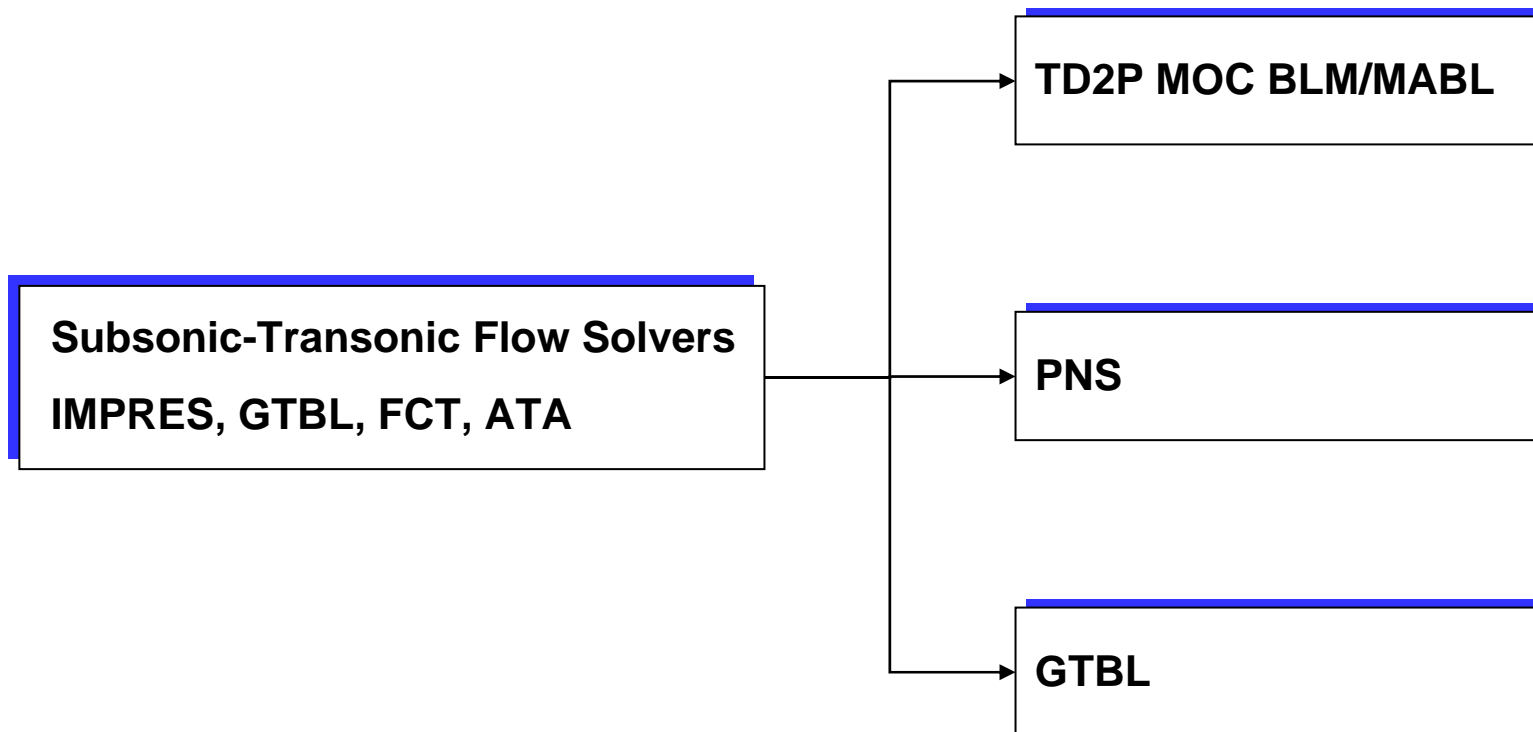 TD2P MOC BLM/MABL
Subsonic-Transonic Flow Solvers
IMPRES, GTBL, FCT, ATA
PNS
GTBL